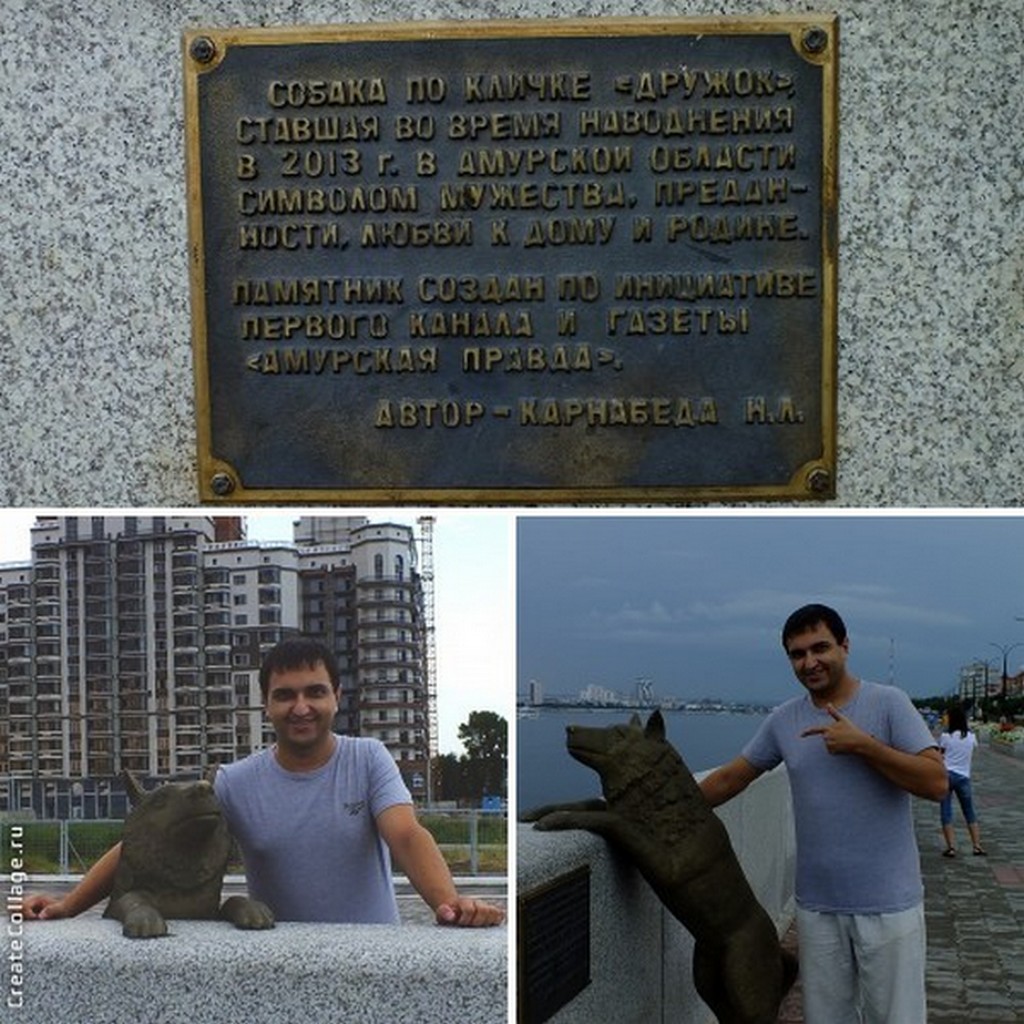 СОБАКА ПО КЛИЧКЕ «ДРУЖОК»,
СТАВШАЯ ВО ВРЕМЯ НАВОДНЕНИЯ
В 2013 г. В АМУРСКОЙ ОБЛАСТИ
СИМВОЛОМ МУЖЕСТВА, ПРЕДАН-
НОСТИ, ЛЮБВИ К ДОМУ И РОДИНЕ.
ПАМЯТНИК СОЗДАН ПО ИНИЦИАТИВЕ
ПЕРВОГО КАНАЛА И ГАЗЕТЫ
«АМУРСКАЯ ПРАВДА».
АВТОР - КАРНАБЕДА Н.Л.
CreateCollage.ru